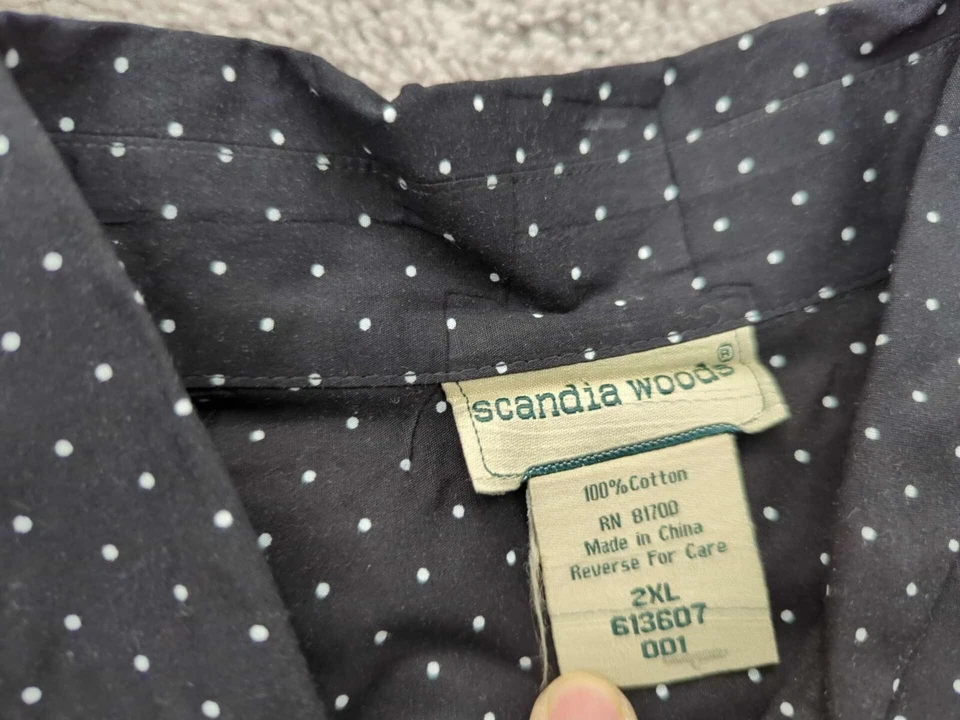 scandia woods®
100% Cotton
RN 81700
Made in China
Reverse For Care
2XL
613607
001